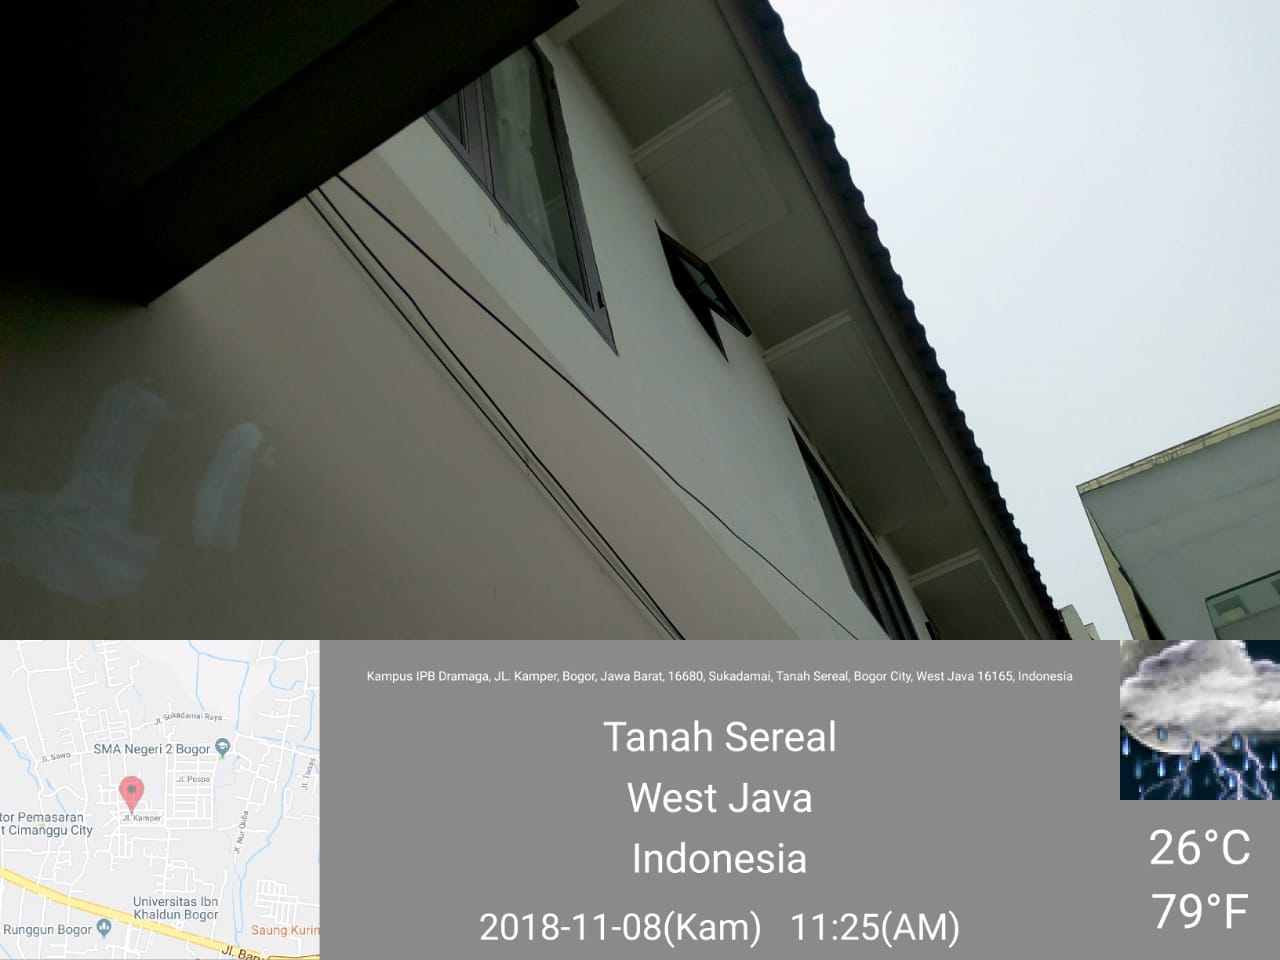 Kampus IPB Dramaga, JL. Kamper, Bogor, Jawa Barat, 16680, Sukadamai, Tanah Sereal, Bogor City, West Java 16165, Indonesia
Tanah Sereal
West Java
Indonesia
2018-11-08(Kam) 11:25(AM)
26°C
79°F
Jl. Sukadamai Raya
SMA Negeri 2 Bogor
Jl. Sawo
Jl. Puspa
Jl. Tunas
Jl. Kamper
tor Pemasaran
t Cimanggu City
Jl. Nur Quba
Universitas Ibn
Khaldun Bogor
Runggun Bogor
Saung Kurin
Jl. Baru